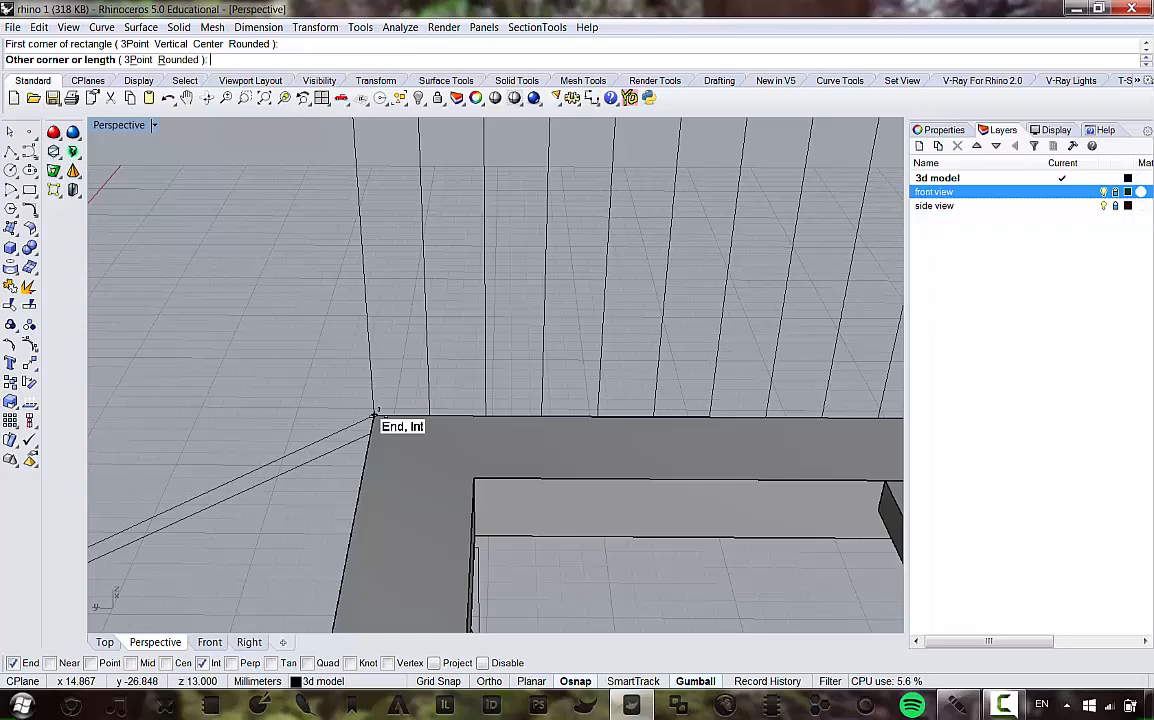 rhino 1 (318 KB) - Rhinoceros 5.0 Educational - [Perspective]
File Edit View Curve Surface Solid Mesh Dimension Transform Tools Analyze Render Panels SectionTools Help
First corner of rectangle ( 3Point Vertical Center Rounded ):
Other corner or length ( 3Point Rounded ):
Standard CPlanes Display Select Viewport Layout Visibility Transform Curve Tools Surface Tools Solid Tools Mesh Tools Render Tools Drafting New in V5 Curve Tools Set View V-Ray For Rhino 2.0 V-Ray Lights T-S
Perspective
Properties Layers Display Help
Name Current Mat
3d model
front view
side view
End, Int
z x y
Top Perspective Front Right
End Near Point Mid Cen Int Perp Tan Quad Knot Vertex Project Disable
CPlane x 14.867 y -26.848 z 13.000 Millimeters 3d model Grid Snap Ortho Planar Osnap SmartTrack Gumball Record History Filter CPU use: 5.6 %
IL ID PS EN